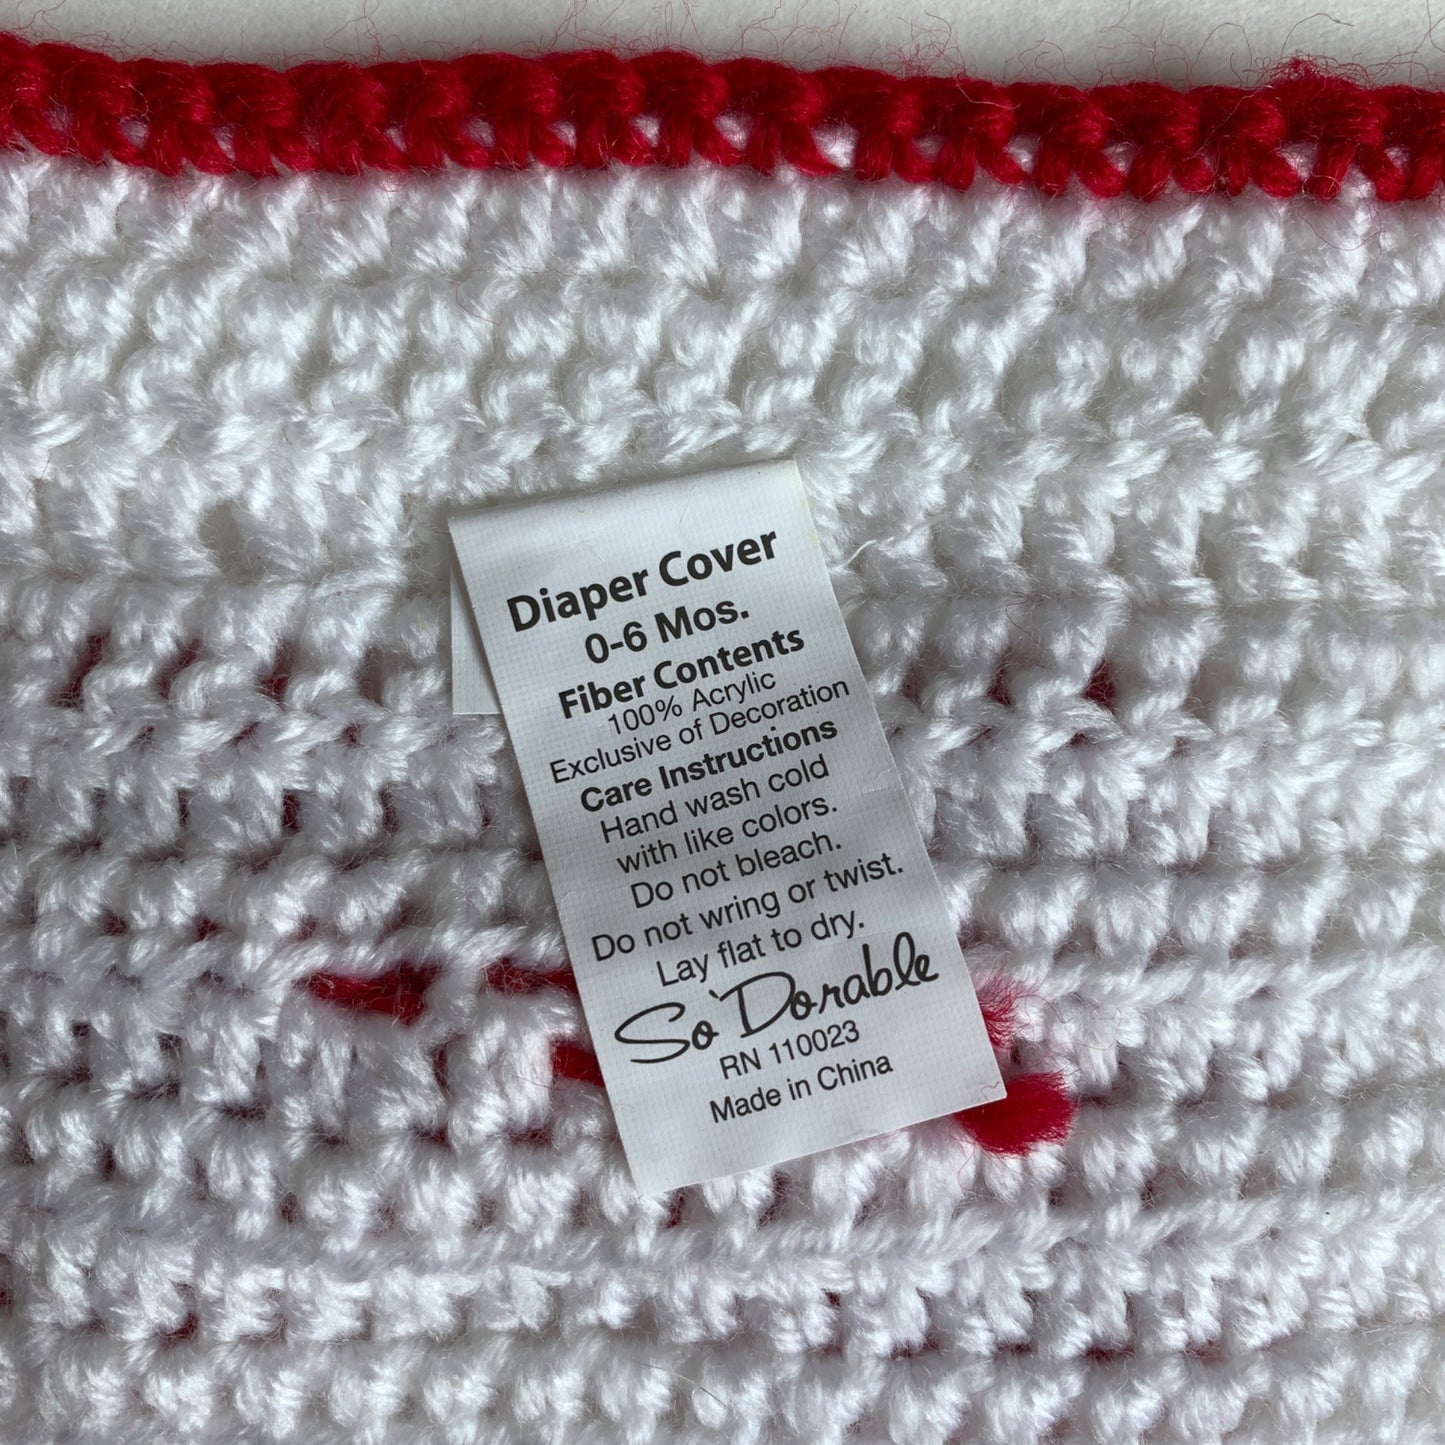 Diaper Cover
0-6 Mos.
Fiber Contents
100% Acrylic
Exclusive of Decoration
Care Instructions
Hand wash cold
with like colors.
Do not bleach.
Do not wring or twist.
Lay flat to dry.
So'Dorable
RN 110023
Made in China